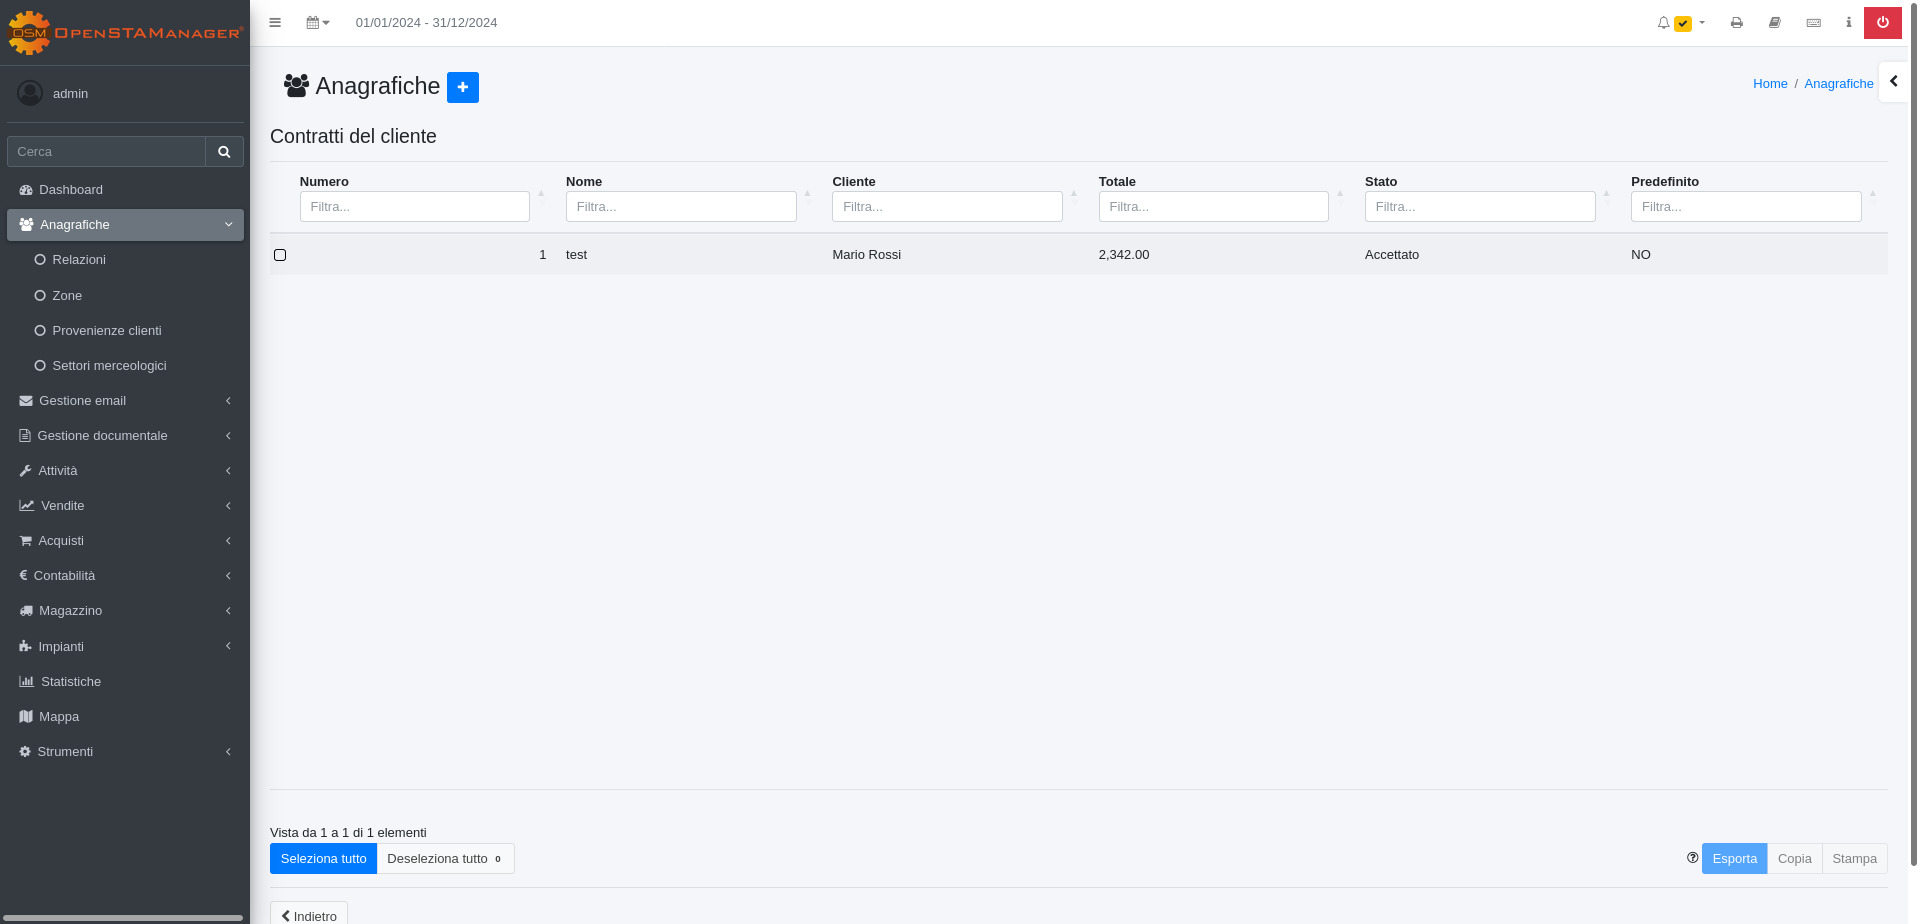 OSM OpenSTAManager®
admin
Cerca
Dashboard
Anagrafiche
Relazioni
Zone
Provenienze clienti
Settori merceologici
Gestione email
Gestione documentale
Attività
Vendite
Acquisti
€ Contabilità
Magazzino
Impianti
Statistiche
Mappa
Strumenti
01/01/2024 - 31/12/2024
Anagrafiche
Home / Anagrafiche
Contratti del cliente
Numero Nome Cliente Totale Stato Predefinito
Filtra... Filtra... Filtra... Filtra... Filtra... Filtra...
1 test Mario Rossi 2,342.00 Accettato NO
Vista da 1 a 1 di 1 elementi
Seleziona tutto Deseleziona tutto 0
Esporta Copia Stampa
Indietro